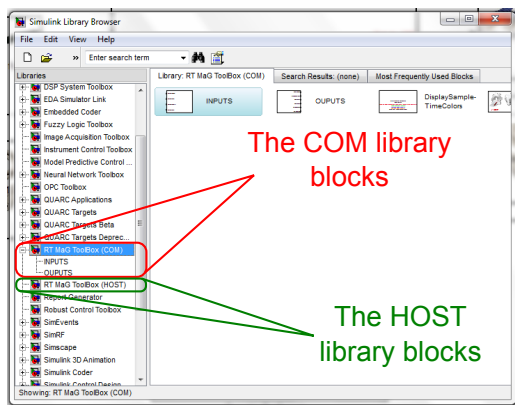 Simulink Library Browser
File Edit View Help
» Enter search term
Libraries
Library: RT MaG ToolBox (COM) Search Results: (none) Most Frequently Used Blocks
DSP System Toolbox
EDA Simulator Link
Embedded Coder
Fuzzy Logic Toolbox
Image Acquisition Toolbox
Instrument Control Toolbox
Model Predictive Control ...
Neural Network Toolbox
OPC Toolbox
QUARC Applications
QUARC Targets
QUARC Targets Beta
QUARC Targets Deprec...
RT MaG ToolBox (COM)
INPUTS
OUPUTS
RT MaG ToolBox (HOST)
Report Generator
Robust Control Toolbox
SimEvents
SimRF
Simscape
Simulink 3D Animation
Simulink Coder
Simulink Control Design
INPUTS
OUPUTS
DisplaySample-
TimeColors
The COM library
blocks
The HOST
library blocks
Showing: RT MaG ToolBox (COM)